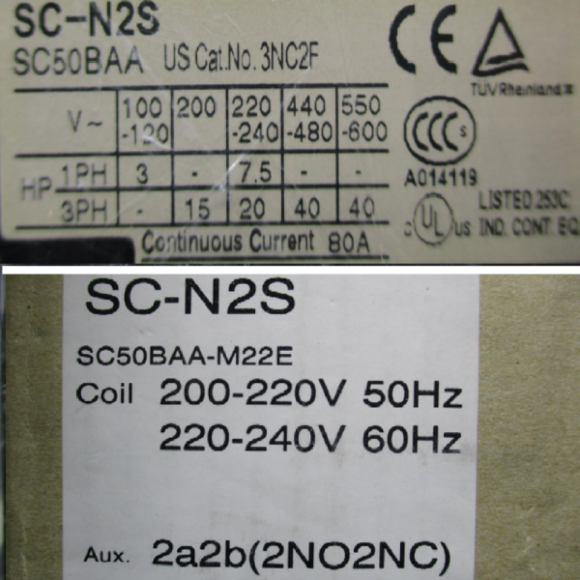 SC-N2S
SC50BAA US Cat.No. 3NC2F
CE
TÜVRheinland
V~ 100-120 200 220-240 440-480 550-600
HP 1PH 3 - 7.5 - -
3PH - 15 20 40 40
Continuous Current 80A
CCC S
A014119
c UL us LISTED 253C
IND. CONT. EQ
SC-N2S
SC50BAA-M22E
Coil 200-220V 50Hz
220-240V 60Hz
Aux. 2a2b(2NO2NC)